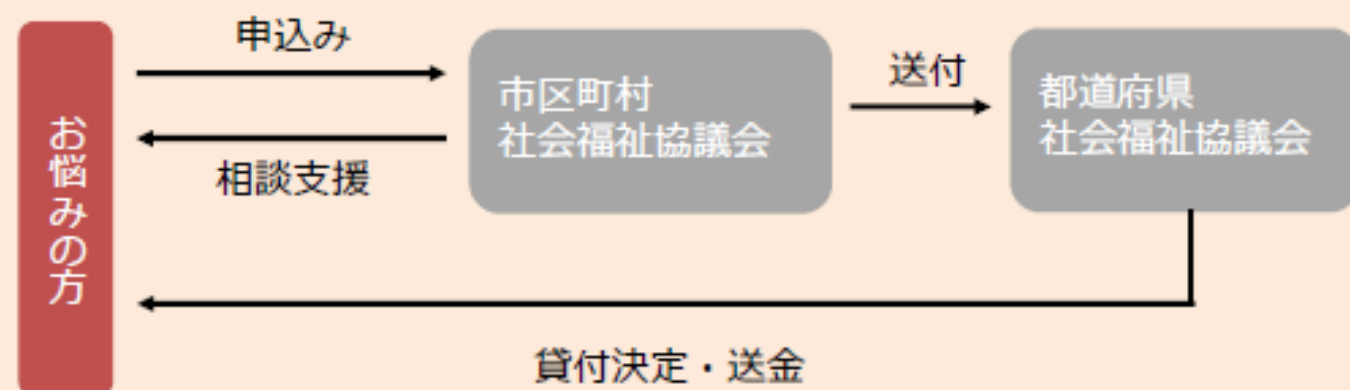 お悩みの方
申込み
相談支援
市区町村
社会福祉協議会
送付
都道府県
社会福祉協議会
貸付決定・送金